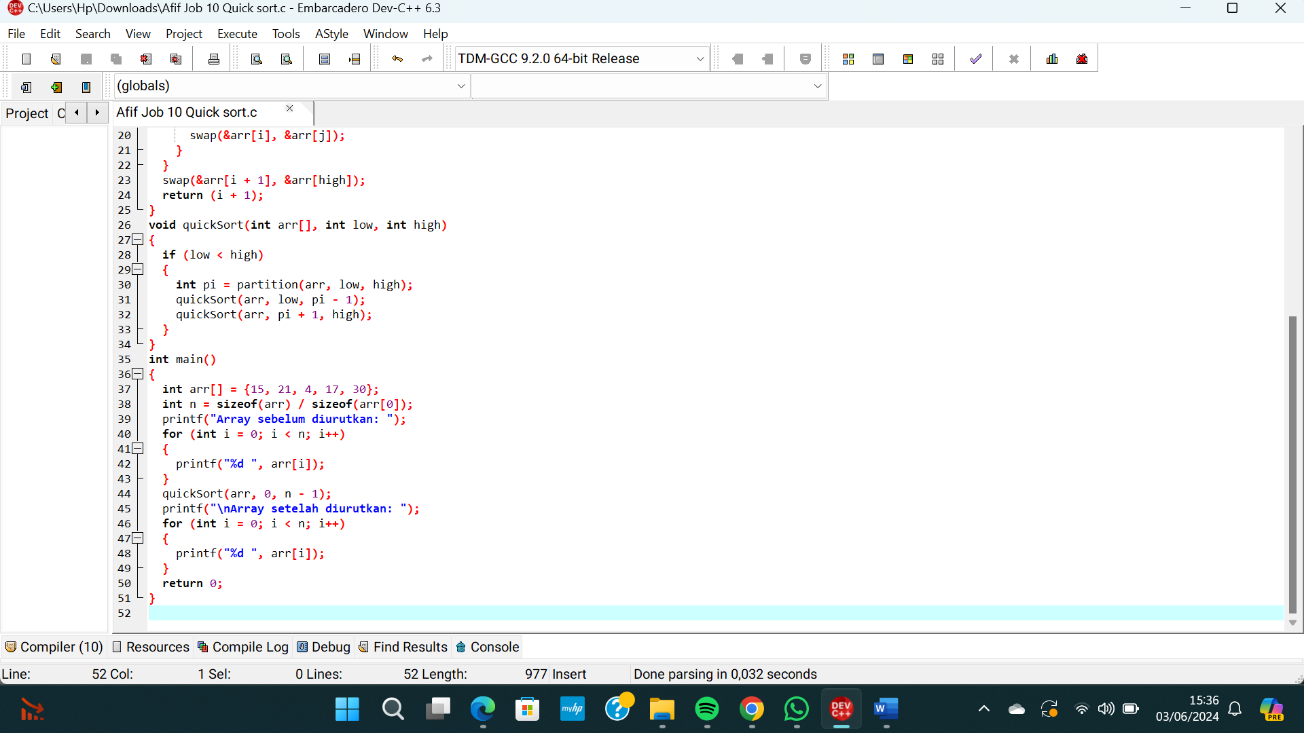 C:\Users\Hp\Downloads\Afif Job 10 Quick sort.c - Embarcadero Dev-C++ 6.3
File Edit Search View Project Execute Tools AStyle Window Help
TDM-GCC 9.2.0 64-bit Release
(globals)
Project C Afif Job 10 Quick sort.c
20 swap(&arr[i], &arr[j]);
21 }
22 }
23 swap(&arr[i + 1], &arr[high]);
24 return (i + 1);
25 }
26 void quickSort(int arr[], int low, int high)
27 {
28 if (low < high)
29 {
30 int pi = partition(arr, low, high);
31 quickSort(arr, low, pi - 1);
32 quickSort(arr, pi + 1, high);
33 }
34 }
35 int main()
36 {
37 int arr[] = {15, 21, 4, 17, 30};
38 int n = sizeof(arr) / sizeof(arr[0]);
39 printf("Array sebelum diurutkan: ");
40 for (int i = 0; i < n; i++)
41 {
42 printf("%d ", arr[i]);
43 }
44 quickSort(arr, 0, n - 1);
45 printf("\nArray setelah diurutkan: ");
46 for (int i = 0; i < n; i++)
47 {
48 printf("%d ", arr[i]);
49 }
50 return 0;
51 }
52
Compiler (10) Resources Compile Log Debug Find Results Console
Line: 52 Col: 1 Sel: 0 Lines: 52 Length: 977 Insert Done parsing in 0,032 seconds
myhp DEV C++ W PRE
15:36
03/06/2024